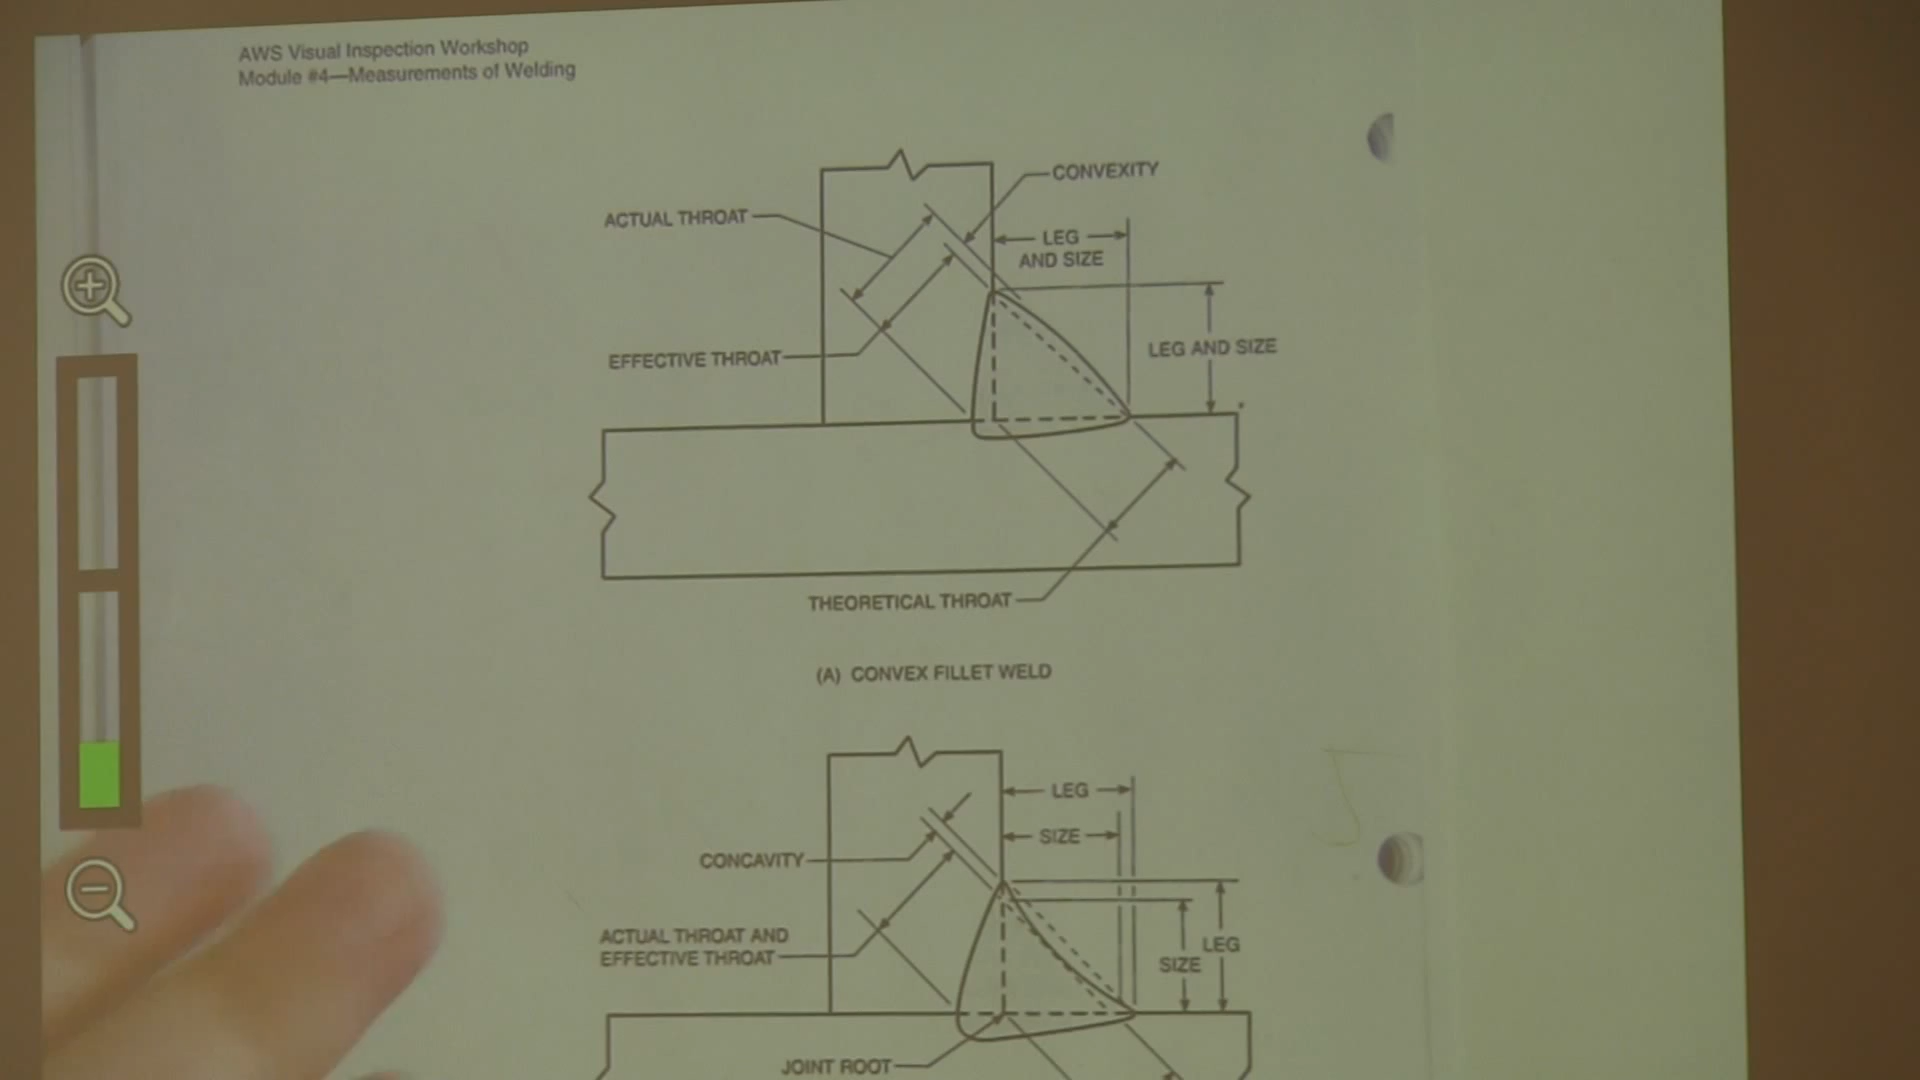 AWS Visual Inspection Workshop
Module #4—Measurements of Welding
CONVEXITY
ACTUAL THROAT
LEG
AND SIZE
LEG AND SIZE
EFFECTIVE THROAT
THEORETICAL THROAT
(A) CONVEX FILLET WELD
LEG
SIZE
CONCAVITY
ACTUAL THROAT AND
EFFECTIVE THROAT
LEG
SIZE
JOINT ROOT